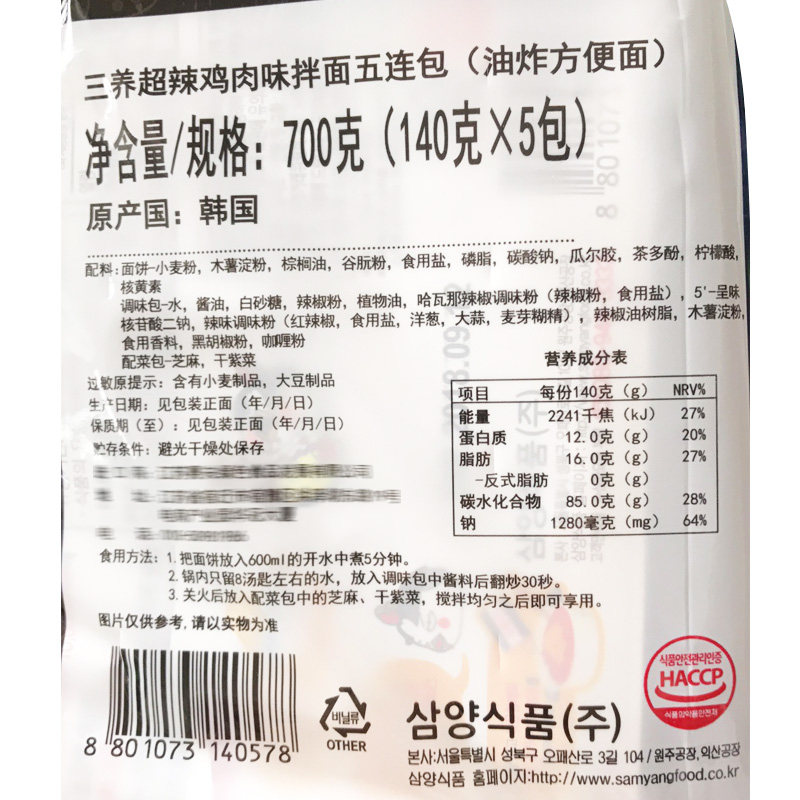 三养超辣鸡肉味拌面五连包（油炸方便面）
净含量/规格：700克（140克×5包）
原产国：韩国
配料：面饼-小麦粉，木薯淀粉，棕榈油，谷朊粉，食用盐，磷脂，碳酸钠，瓜尔胶，茶多酚，柠檬酸，
核黄素
调味包-水，酱油，白砂糖，辣椒粉，植物油，哈瓦那辣椒调味粉（辣椒粉，食用盐），5'-呈味
核苷酸二钠，辣味调味粉（红辣椒，食用盐，洋葱，大蒜，麦芽糊精），辣椒油树脂，木薯淀粉，
食用香料，黑胡椒粉，咖喱粉
配菜包-芝麻，干紫菜
过敏原提示：含有小麦制品，大豆制品
生产日期：见包装正面（年/月/日）
保质期（至）：见包装正面（年/月/日）
贮存条件：避光干燥处保存
营养成分表
项目 每份140克（g） NRV%
能量 2241千焦（kJ） 27%
蛋白质 12.0克（g） 20%
脂肪 16.0克（g） 27%
-反式脂肪 0克（g）
碳水化合物 85.0克（g） 28%
钠 1280毫克（mg） 64%
食用方法：1.把面饼放入600ml的开水中煮5分钟。
2.锅内只留8汤匙左右的水，放入调味包中酱料后翻炒30秒。
3.关火后放入配菜包中的芝麻、干紫菜，搅拌均匀之后即可享用。
图片仅供参考，请以实物为准
8 801073 140578
비닐류
OTHER
삼양식품(주)
본사:서울특별시 성북구 오패산로 3길 104 / 원주공장, 익산공장
삼양식품 홈페이지:http://www.samyangfood.co.kr
식품안전관리인증
HACCP
식품의약품안전처